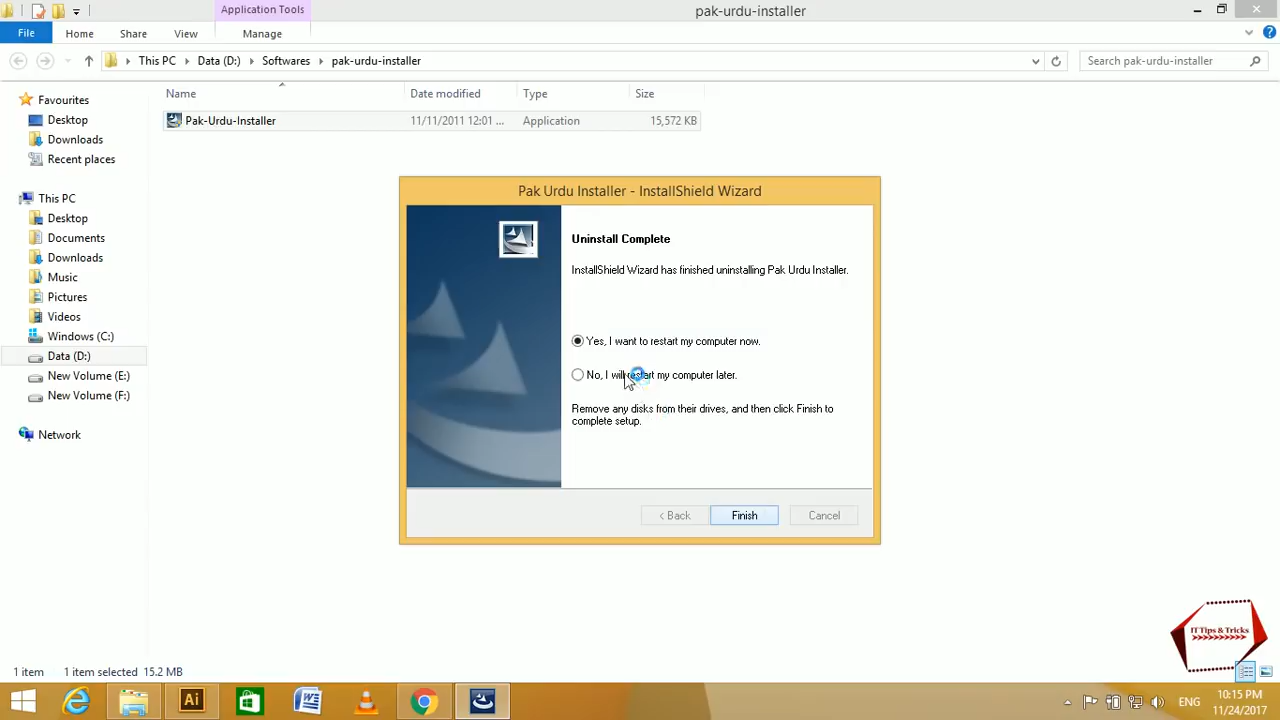 Application Tools
pak-urdu-installer
File
Home
Share
View
Manage
This PC
Data (D:)
Softwares
pak-urdu-installer
Search pak-urdu-installer
Name
Date modified
Type
Size
Pak-Urdu-Installer
11/11/2011 12:01 ...
Application
15,572 KB
Favourites
Desktop
Downloads
Recent places
This PC
Desktop
Documents
Downloads
Music
Pictures
Videos
Windows (C:)
Data (D:)
New Volume (E:)
New Volume (F:)
Network
Pak Urdu Installer - InstallShield Wizard
Uninstall Complete
InstallShield Wizard has finished uninstalling Pak Urdu Installer.
Yes, I want to restart my computer now.
No, I will restart my computer later.
Remove any disks from their drives, and then click Finish to
complete setup.
< Back
Finish
Cancel
IT Tips & Tricks
1 item
1 item selected 15.2 MB
Ai
ENG
10:15 PM
11/24/2017